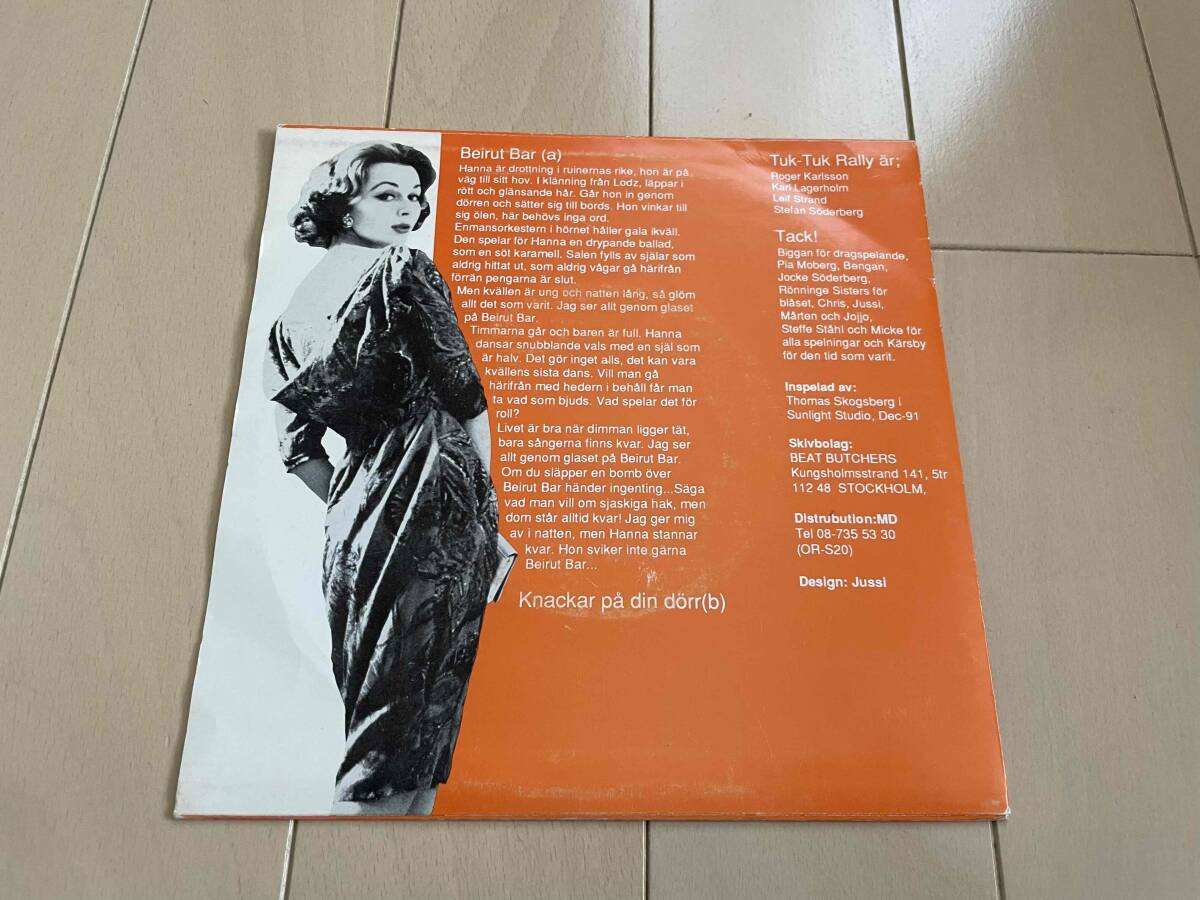 Beirut Bar (a)
Hanna är drottning i ruinernas rike, hon är på
väg till sitt hov. I klänning från Lodz, läppar i
rött och glänsande hår. Går hon in genom
dörren och sätter sig till bords. Hon vinkar till
sig ölen, här behövs inga ord.
Enmansorkestern i hörnet håller gala ikväll.
Den spelar för Hanna en drypande ballad,
som en söt karamell. Salen fylls av själar som
aldrig hittat ut, som aldrig vågar gå härifrån
förrän pengarna är slut.
Men kvällen är ung och natten lång, så glöm
allt det som varit. Jag ser allt genom glaset
på Beirut Bar.
Timmarna går och baren är full. Hanna
dansar snubblande vals med en själ som
är halv. Det gör inget alls, det kan vara
kvällens sista dans. Vill man gå
härifrån med hedern i behåll får man
ta vad som bjuds. Vad spelar det för
roll?
Livet är bra när dimman ligger tät,
bara sångerna finns kvar. Jag ser
allt genom glaset på Beirut Bar.
Om du släpper en bomb över
Beirut Bar händer ingenting...Säga
vad man vill om sjaskiga hak, men
dom står alltid kvar! Jag ger mig
av i natten, men Hanna stannar
kvar. Hon sviker inte gärna
Beirut Bar...
Knackar på din dörr(b)
Tuk-Tuk Rally är;
Roger Karlsson
Karl Lagerholm
Leif Strand
Stefan Söderberg
Tack!
Biggan för dragspelande,
Pia Moberg, Bengan,
Jocke Söderberg,
Rönninge Sisters för
blåset, Chris, Jussi,
Mårten och Jojjo,
Steffe Ståhl och Micke för
alla spelningar och Kärsby
för den tid som varit.
Inspelad av:
Thomas Skogsberg i
Sunlight Studio, Dec-91
Skivbolag:
BEAT BUTCHERS
Kungsholmsstrand 141, 5tr
112 48 STOCKHOLM,
Distrubution:MD
Tel 08-735 53 30
(OR-S20)
Design: Jussi